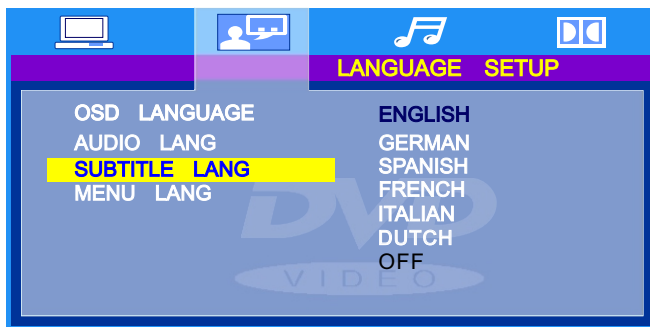 LANGUAGE SETUP
OSD LANGUAGE
AUDIO LANG
SUBTITLE LANG
MENU LANG
ENGLISH
GERMAN
SPANISH
FRENCH
ITALIAN
DUTCH
OFF
DVD
VIDEO